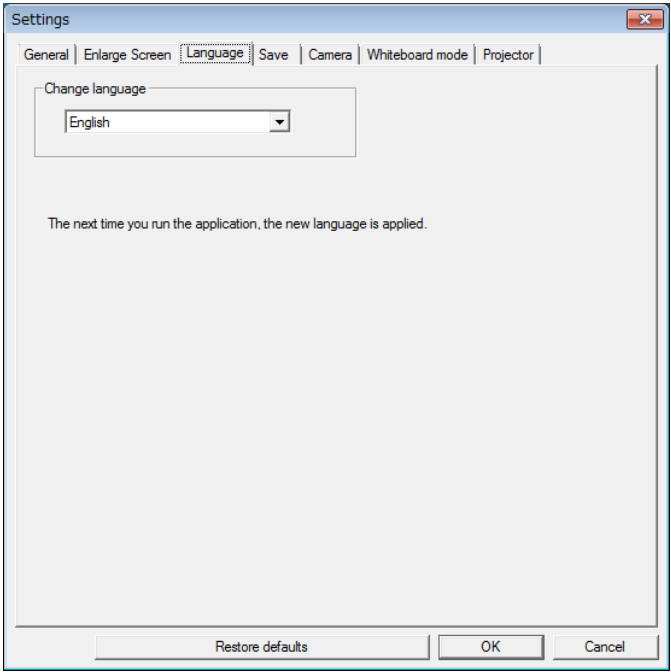 Settings
General Enlarge Screen Language Save Camera Whiteboard mode Projector
Change language
English
The next time you run the application, the new language is applied.
Restore defaults OK Cancel